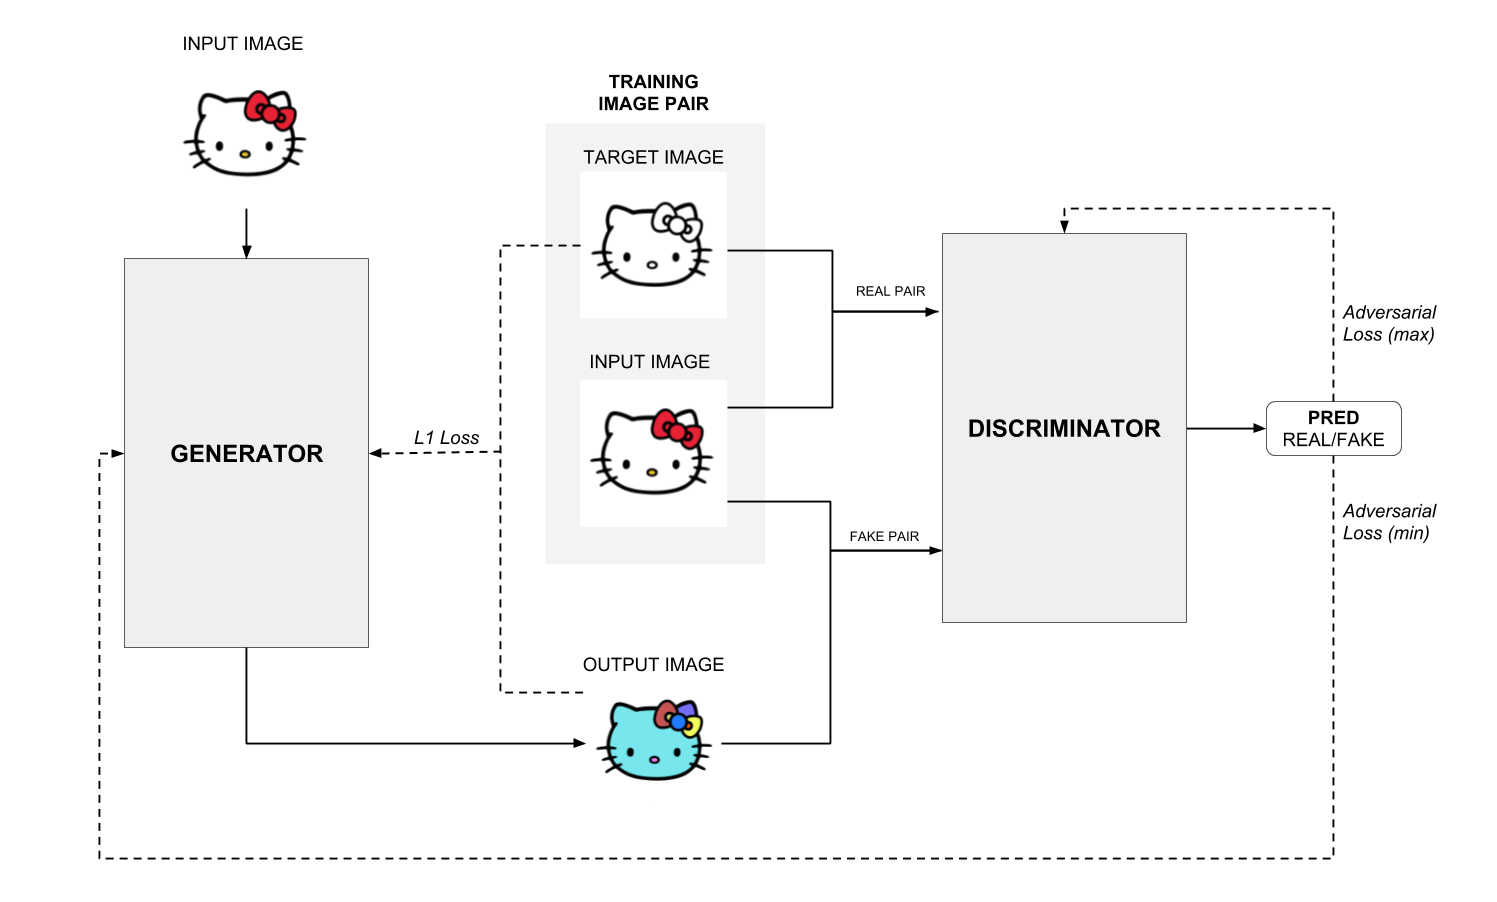 INPUT IMAGE
TRAINING
IMAGE PAIR
TARGET IMAGE
REAL PAIR
Adversarial
Loss (max)
INPUT IMAGE
L1 Loss
GENERATOR
DISCRIMINATOR
PRED
REAL/FAKE
Adversarial
Loss (min)
FAKE PAIR
OUTPUT IMAGE